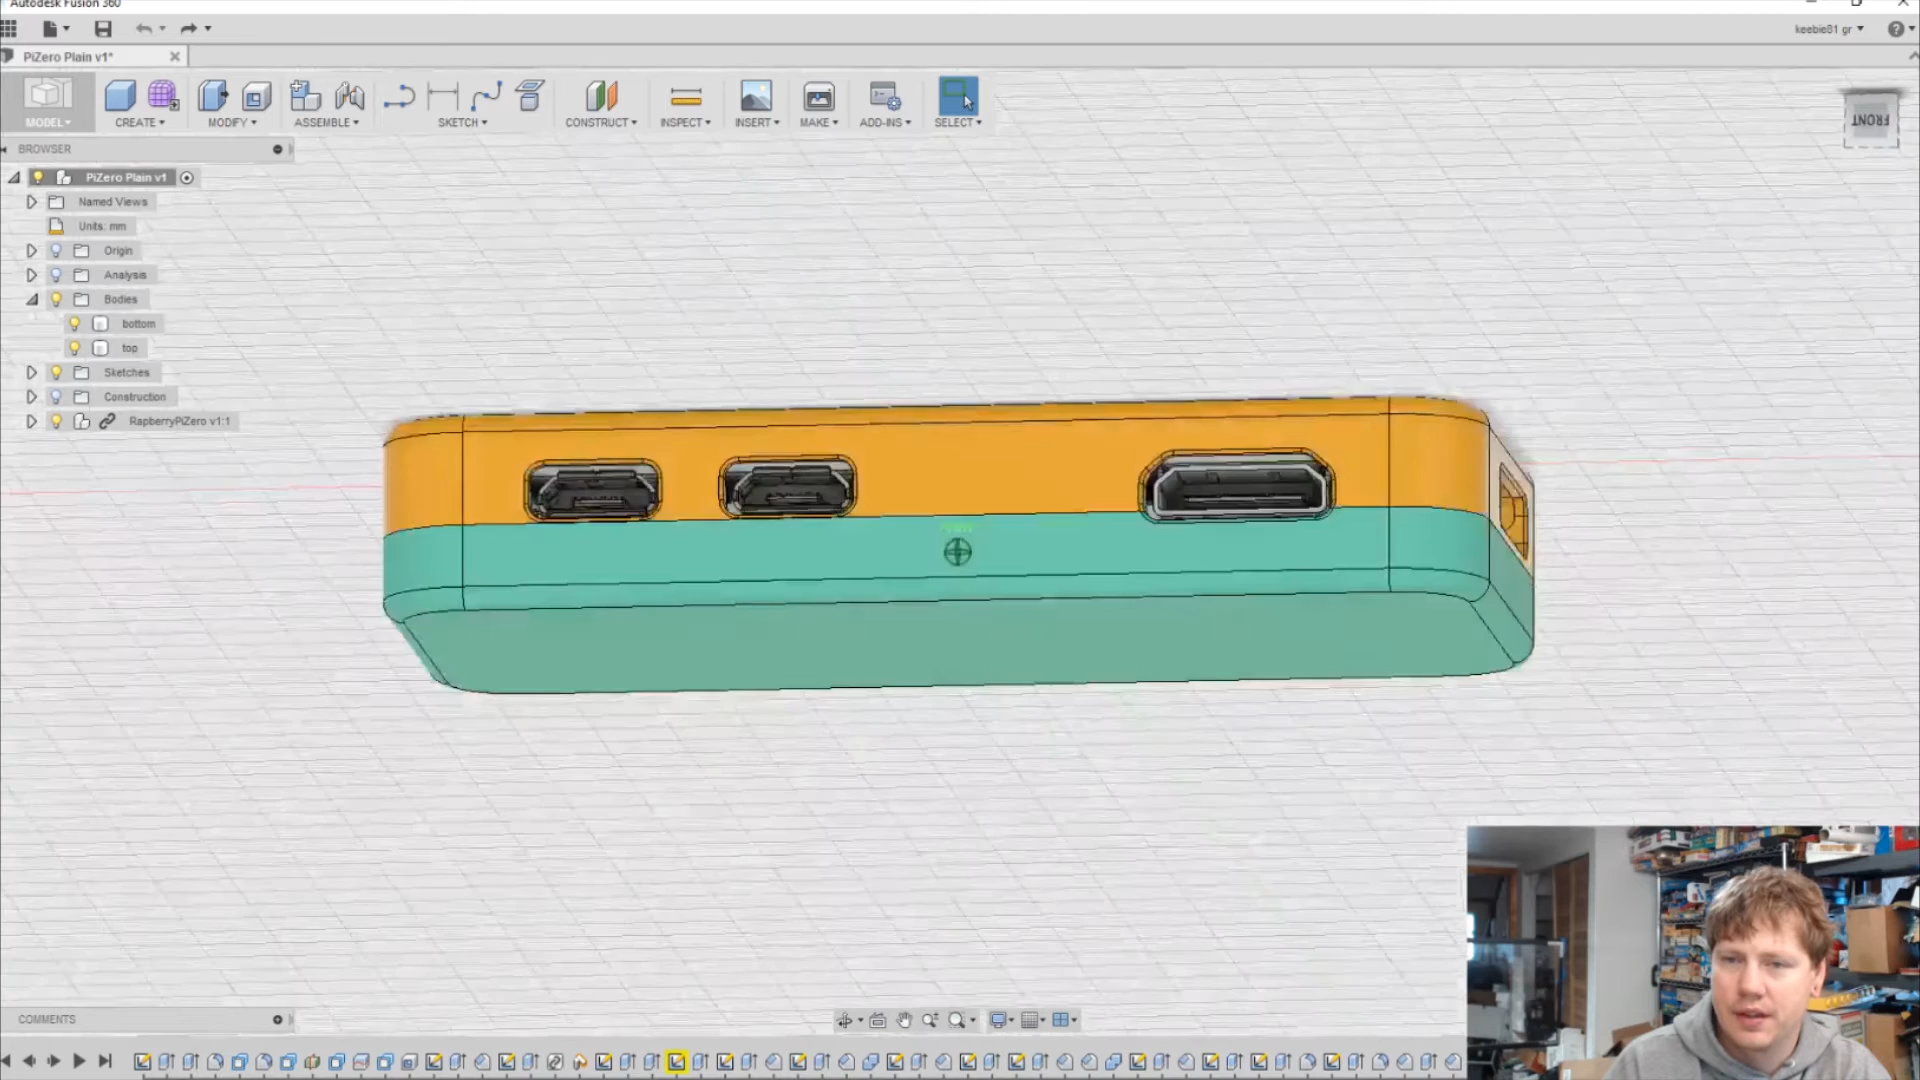 Autodesk Fusion 360
keebie81 gr
PiZero Plain v1*
MODEL
CREATE
MODIFY
ASSEMBLE
SKETCH
CONSTRUCT
INSPECT
INSERT
MAKE
ADD-INS
SELECT
FRONT
BROWSER
PiZero Plain v1
Named Views
Units: mm
Origin
Analysis
Bodies
bottom
top
Sketches
Construction
RapberryPiZero v1:1
COMMENTS